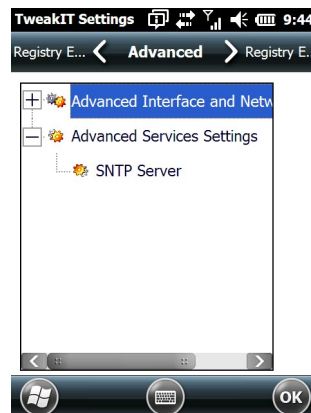 TweakIT Settings 9:44
Registry E... Advanced Registry E.
Advanced Interface and Netw
Advanced Services Settings
SNTP Server
OK